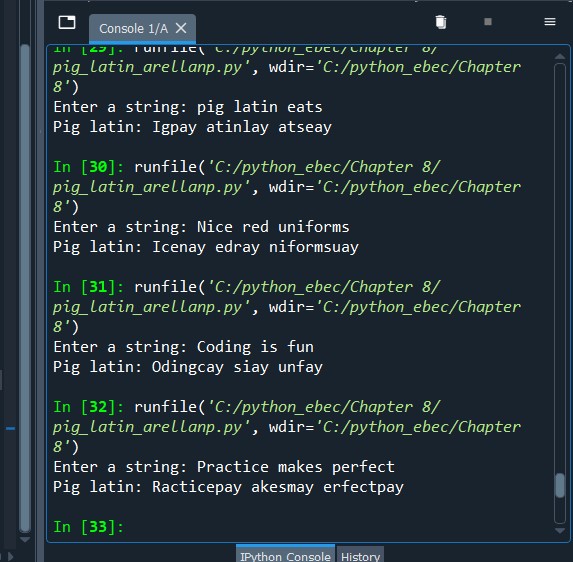 Console 1/A
In [29]: runfile('C:/python_ebec/Chapter 8/
pig_latin_arellanp.py', wdir='C:/python_ebec/Chapter
8')
Enter a string: pig latin eats
Pig latin: Igpay atinlay atseay

In [30]: runfile('C:/python_ebec/Chapter 8/
pig_latin_arellanp.py', wdir='C:/python_ebec/Chapter
8')
Enter a string: Nice red uniforms
Pig latin: Icenay edray niformsuay

In [31]: runfile('C:/python_ebec/Chapter 8/
pig_latin_arellanp.py', wdir='C:/python_ebec/Chapter
8')
Enter a string: Coding is fun
Pig latin: Odingcay siay unfay

In [32]: runfile('C:/python_ebec/Chapter 8/
pig_latin_arellanp.py', wdir='C:/python_ebec/Chapter
8')
Enter a string: Practice makes perfect
Pig latin: Racticepay akesmay erfectpay

In [33]:
IPython Console History